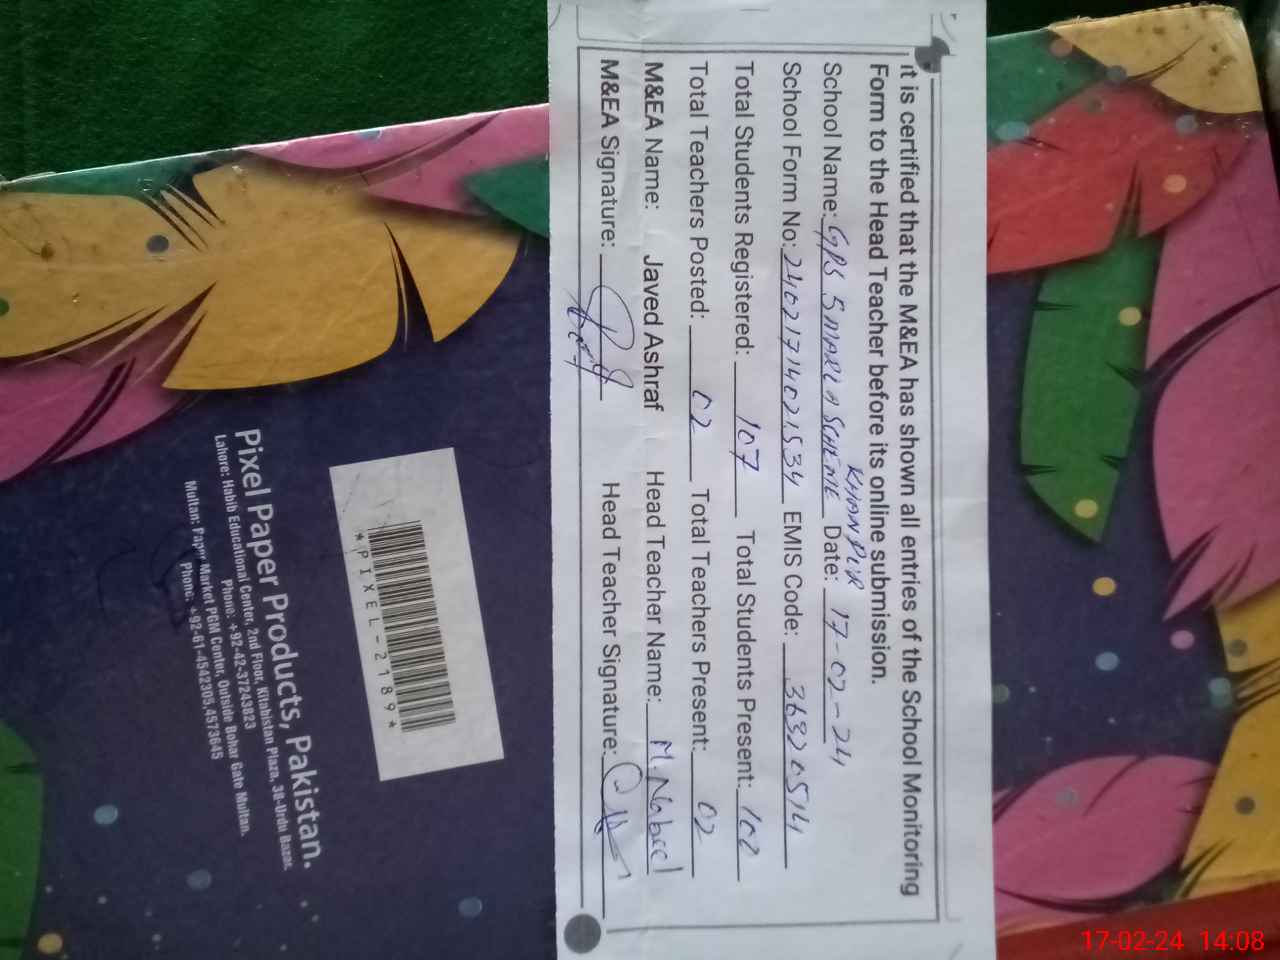 it is certified that the M&EA has shown all entries of the School Monitoring
Form to the Head Teacher before its online submission.
KHANPUR
School Name: GPS 5 MARLA SCHEME Date: 17-02-24
School Form No: 24021714021534 EMIS Code: 36320514
Total Students Registered: 107 Total Students Present: 102
Total Teachers Posted: 02 Total Teachers Present: 02
M&EA Name: Javed Ashraf Head Teacher Name: M. Nabeel
M&EA Signature: Head Teacher Signature:
*PIXEL-2189*
Pixel Paper Products, Pakistan.
Lahore: Habib Educational Center, 2nd Floor, Kitabistan Plaza, 38-Urdu Bazar.
Phone: +92-42-37243823
Multan: Paper Market PGM Center, Outside Bohar Gate Multan.
Phone: +92-61-4542305,4573645
17-02-24 14:08